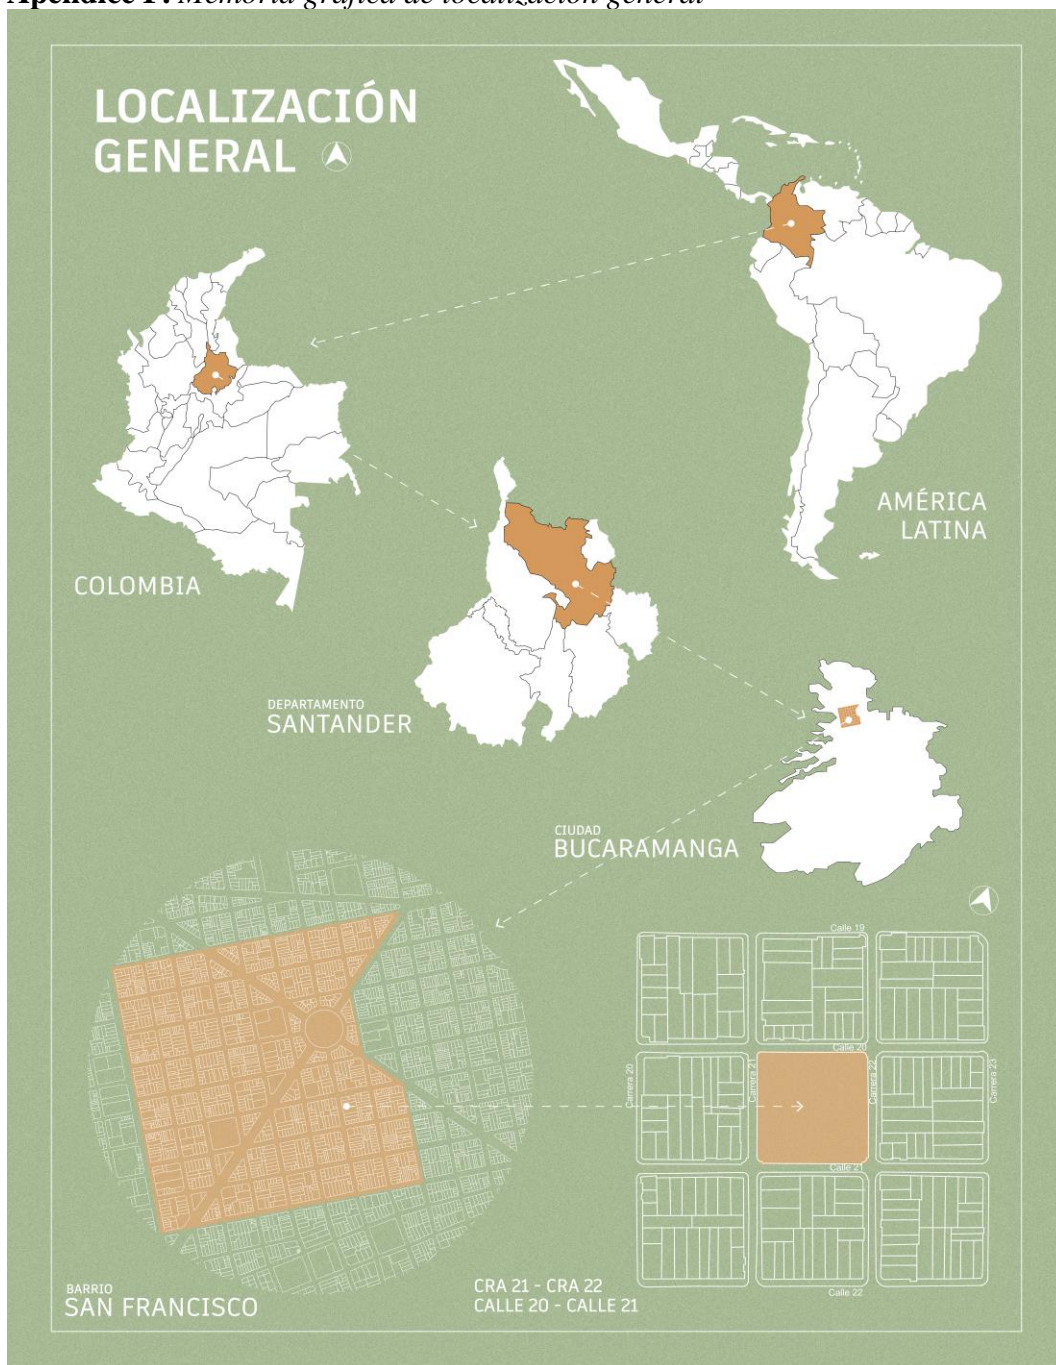 Apéndice F. Memoria gráfica de localización general
LOCALIZACIÓN
GENERAL
AMÉRICA
LATINA
COLOMBIA
DEPARTAMENTO
SANTANDER
CIUDAD
BUCARAMANGA
Calle 19
Calle 20
Carrera 20
Carrera 21
Carrera 22
Carrera 23
Calle 21
Calle 22
BARRIO
SAN FRANCISCO
CRA 21 - CRA 22
CALLE 20 - CALLE 21